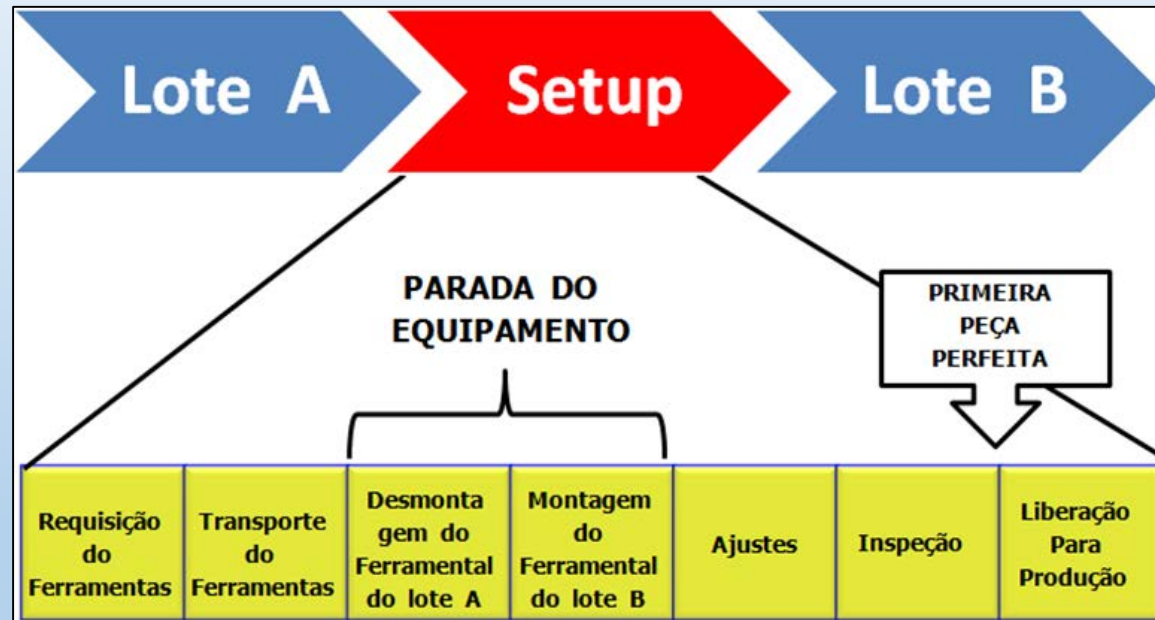 Lote A
Setup
Lote B
PARADA DO
EQUIPAMENTO
PRIMEIRA
PEÇA
PERFEITA
Requisição
do
Ferramentas
Transporte
do
Ferramentas
Desmonta
gem do
Ferramental
do lote A
Montagem
do
Ferramental
do lote B
Ajustes
Inspeção
Liberação
Para
Produção